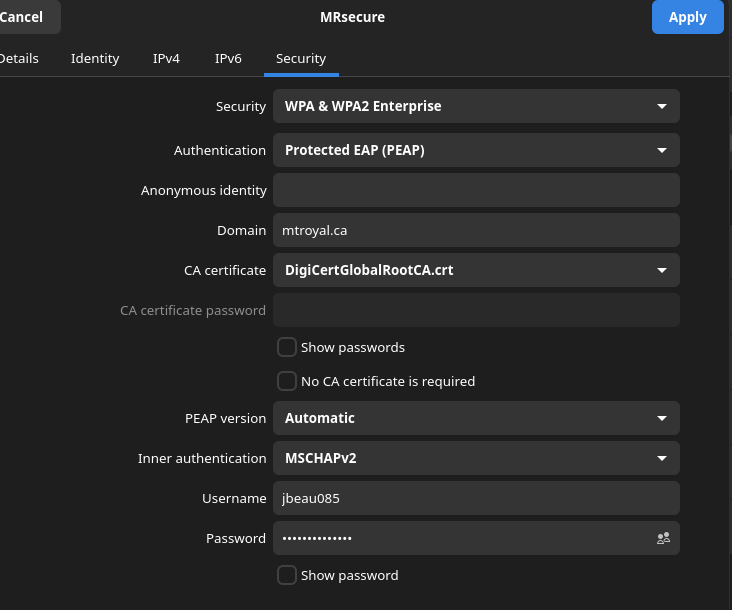 Cancel MRsecure Apply
Details Identity IPv4 IPv6 Security
Security WPA & WPA2 Enterprise
Authentication Protected EAP (PEAP)
Anonymous identity
Domain mtroyal.ca
CA certificate DigiCertGlobalRootCA.crt
CA certificate password
Show passwords
No CA certificate is required
PEAP version Automatic
Inner authentication MSCHAPv2
Username jbeau085
Password ••••••••••••••
Show password